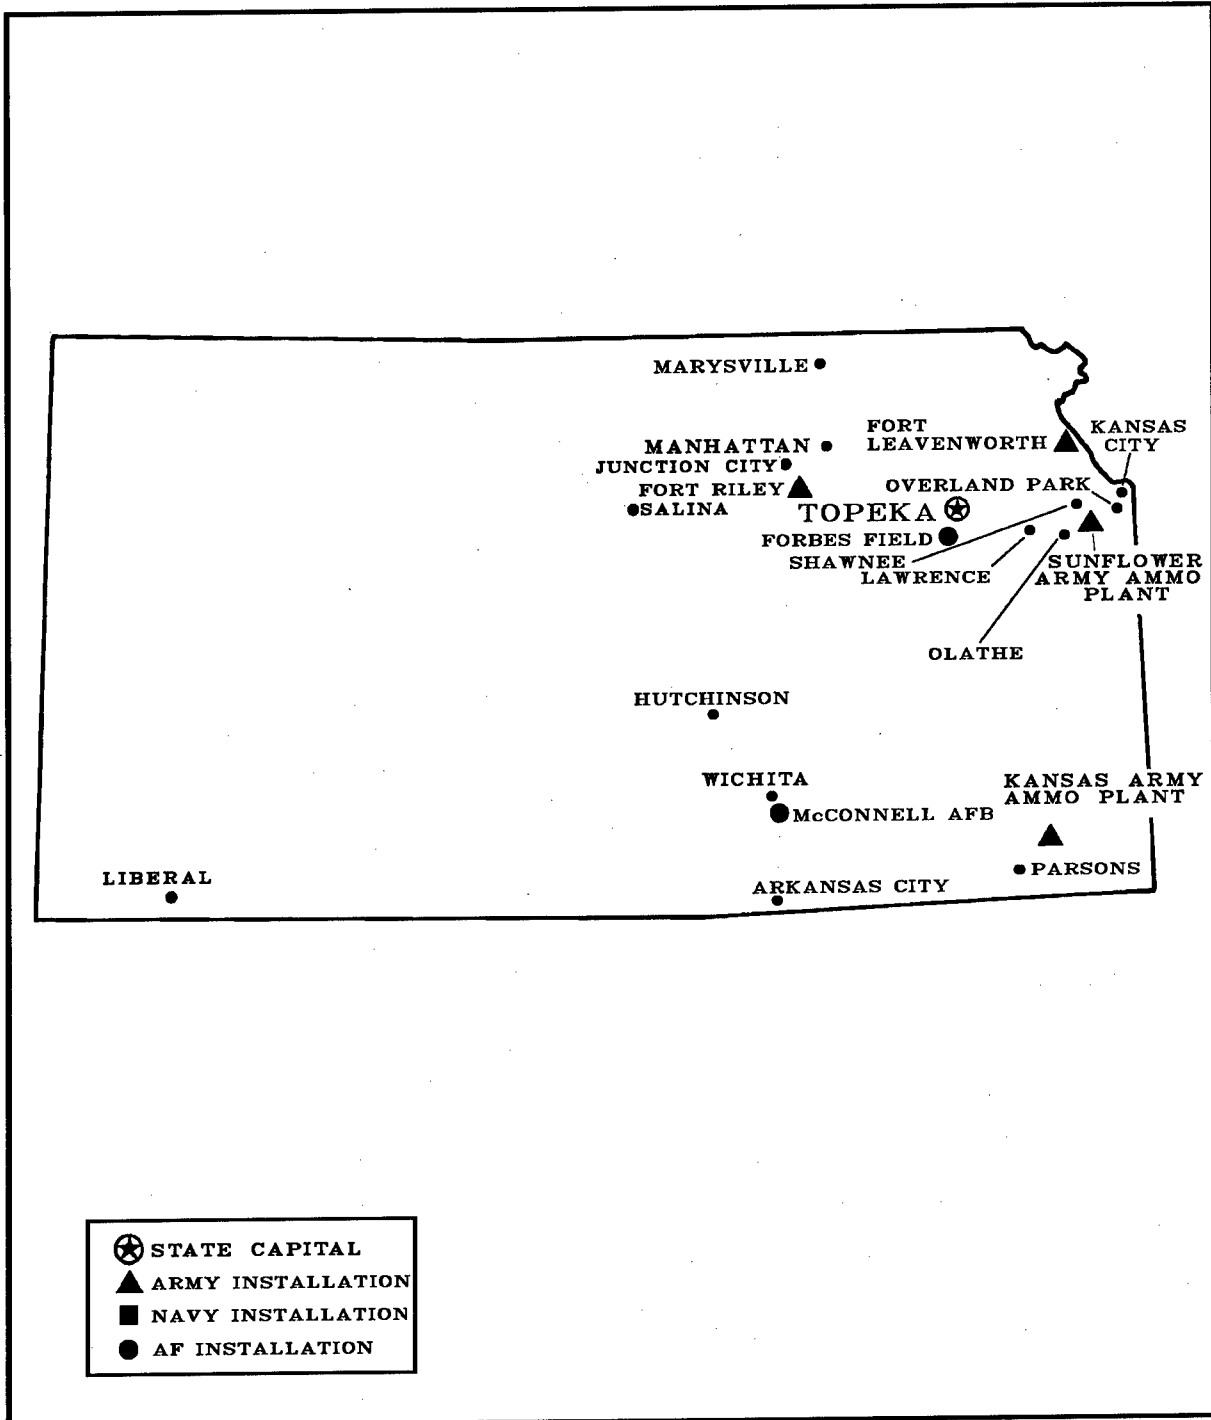 MARYSVILLE
FORT
LEAVENWORTH
KANSAS
CITY
MANHATTAN
JUNCTION CITY
FORT RILEY
SALINA
OVERLAND PARK
TOPEKA
FORBES FIELD
SHAWNEE
LAWRENCE
SUNFLOWER
ARMY AMMO
PLANT
OLATHE
HUTCHINSON
WICHITA
McCONNELL AFB
KANSAS ARMY
AMMO PLANT
PARSONS
LIBERAL
ARKANSAS CITY
STATE CAPITAL
ARMY INSTALLATION
NAVY INSTALLATION
AF INSTALLATION